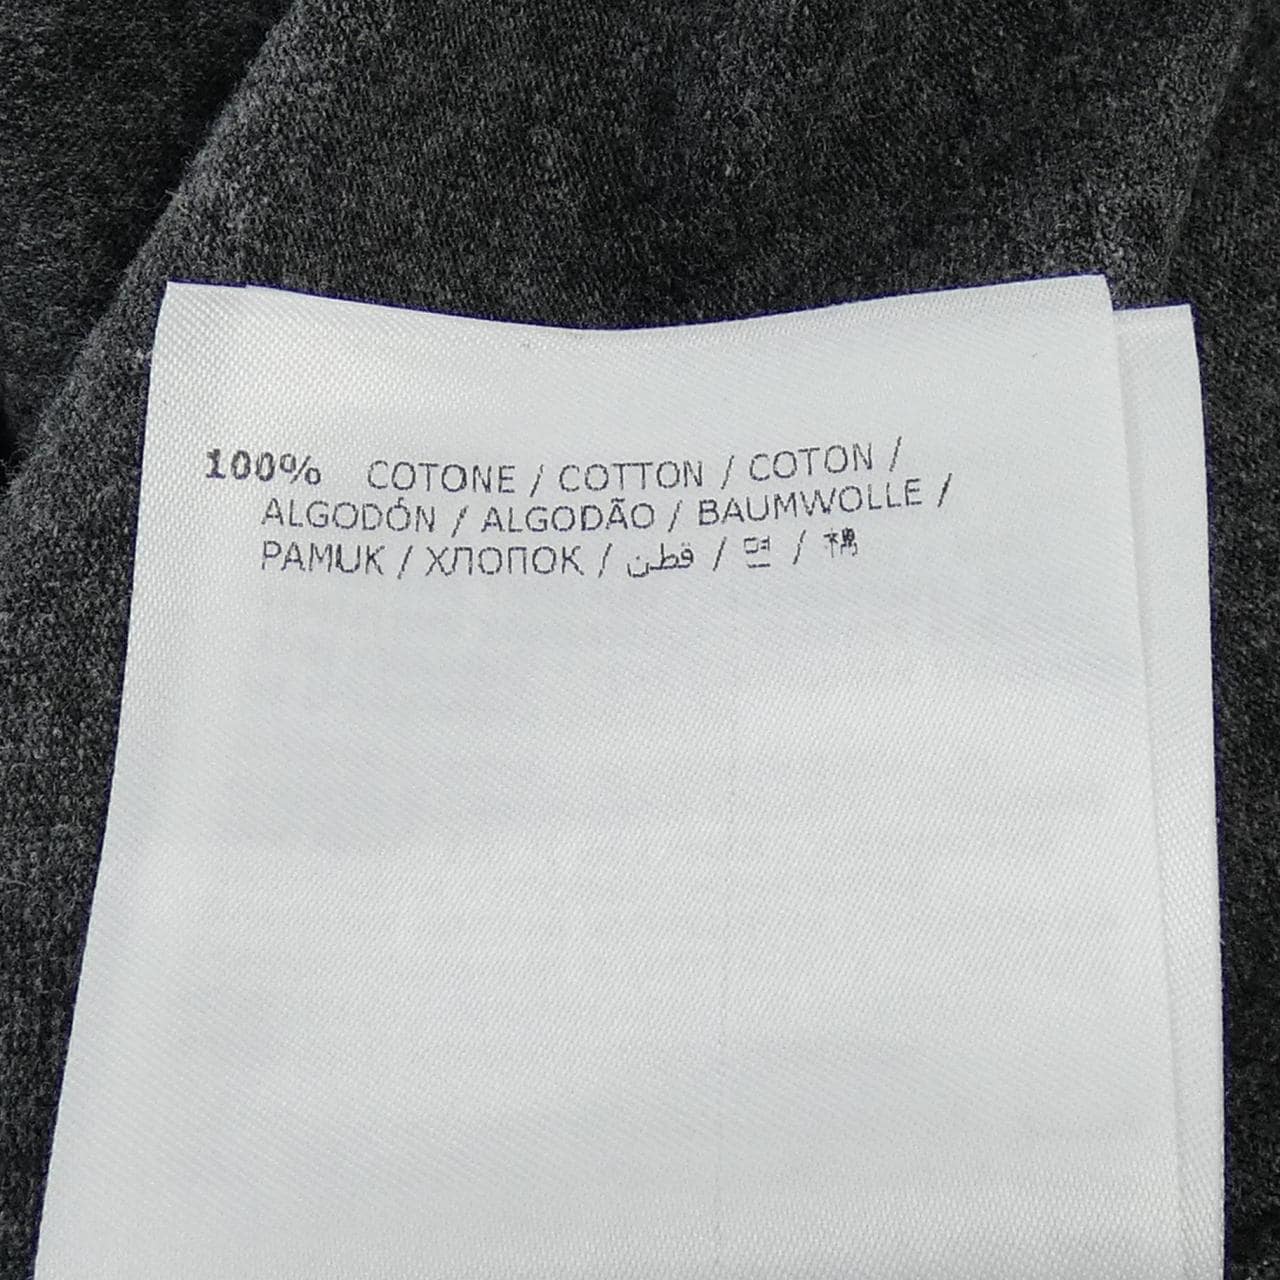 100% COTONE / COTTON / COTON /
ALGODÓN / ALGODÃO / BAUMWOLLE /
PAMUK / ХЛОПОК / قطن / 면 / 棉